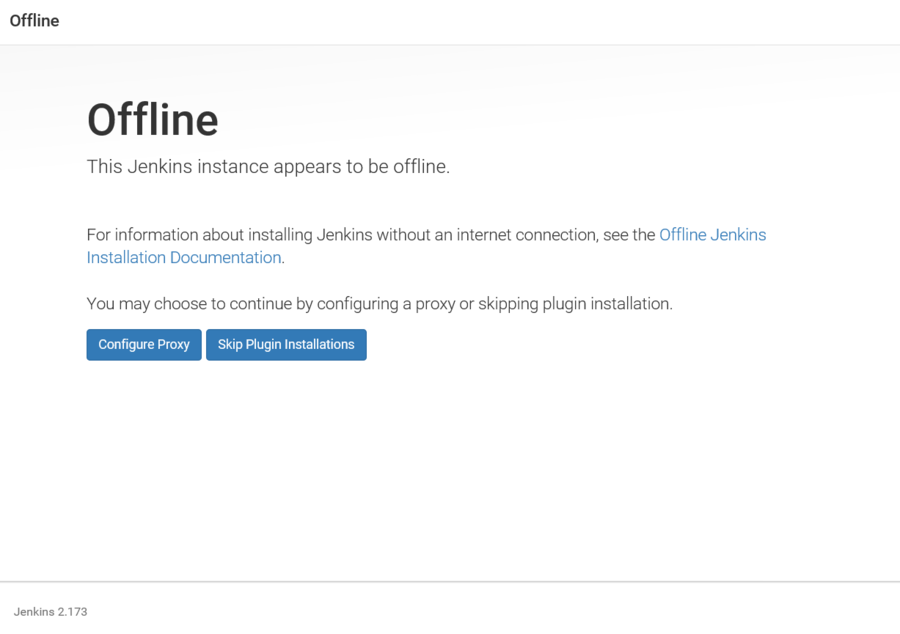 Offline
Offline
This Jenkins instance appears to be offline.
For information about installing Jenkins without an internet connection, see the Offline Jenkins
Installation Documentation.
You may choose to continue by configuring a proxy or skipping plugin installation.
Configure Proxy Skip Plugin Installations
Jenkins 2.173